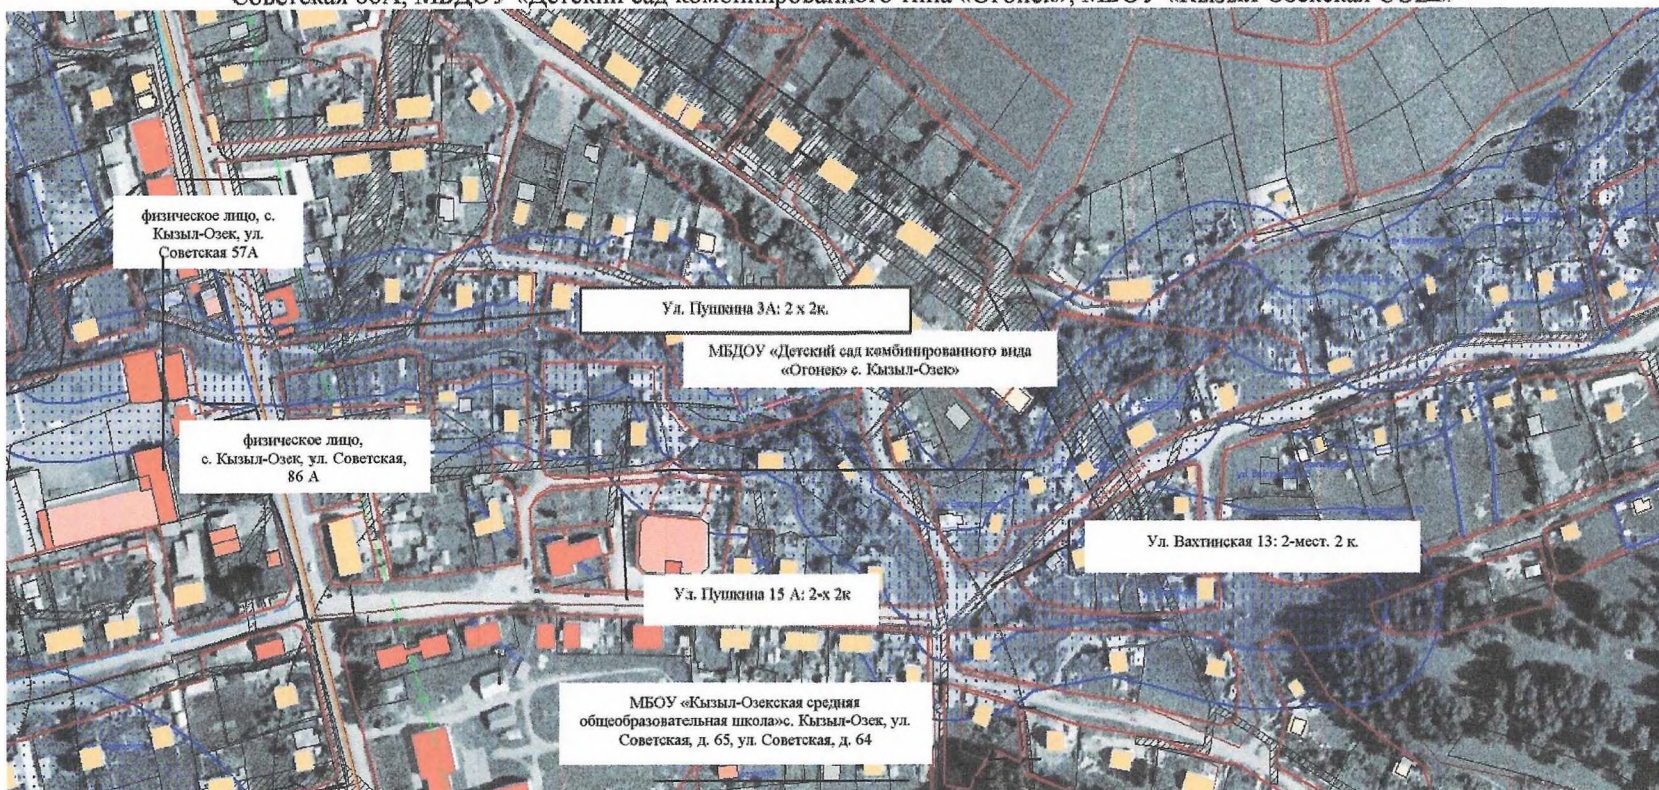 физическое лицо, с.
Кызыл-Озек, ул.
Советская 57А
Ул. Пушкина 3А: 2 х 2к.
МБДОУ «Детский сад комбинированного вида
«Огонек» с. Кызыл-Озек»
физическое лицо,
с. Кызыл-Озек, ул. Советская,
86 А
Ул. Вахтинская 13: 2-мест. 2 к.
Ул. Пушкина 15 А: 2-х 2к
МБОУ «Кызыл-Озекская средняя
общеобразовательная школа»с. Кызыл-Озек, ул.
Советская, д. 65, ул. Советская, д. 64